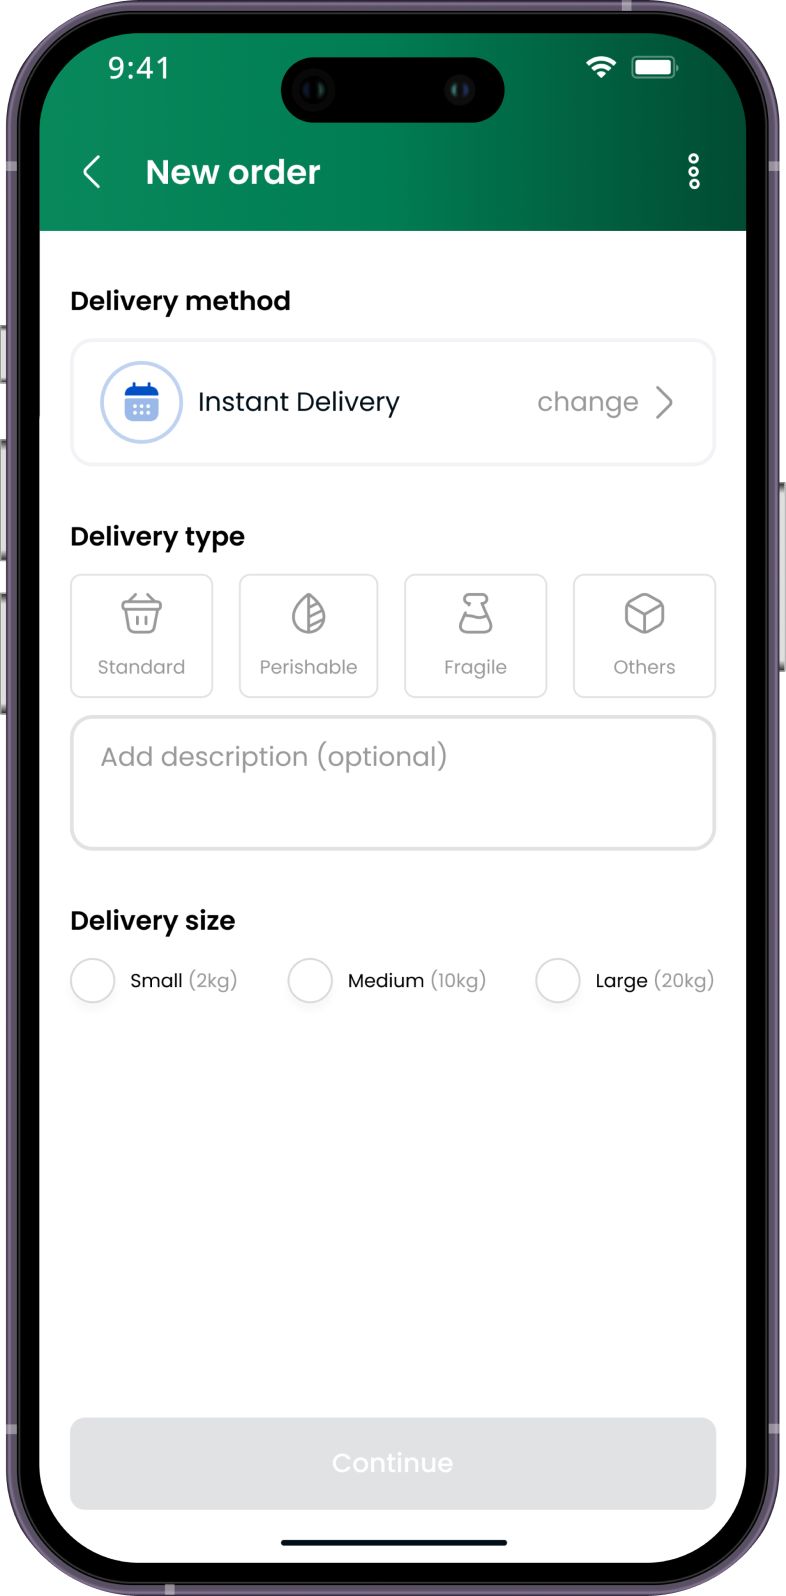 9:41
New order
Delivery method
Instant Delivery change
Delivery type
Standard Perishable Fragile Others
Add description (optional)
Delivery size
Small (2kg) Medium (10kg) Large (20kg)
Continue